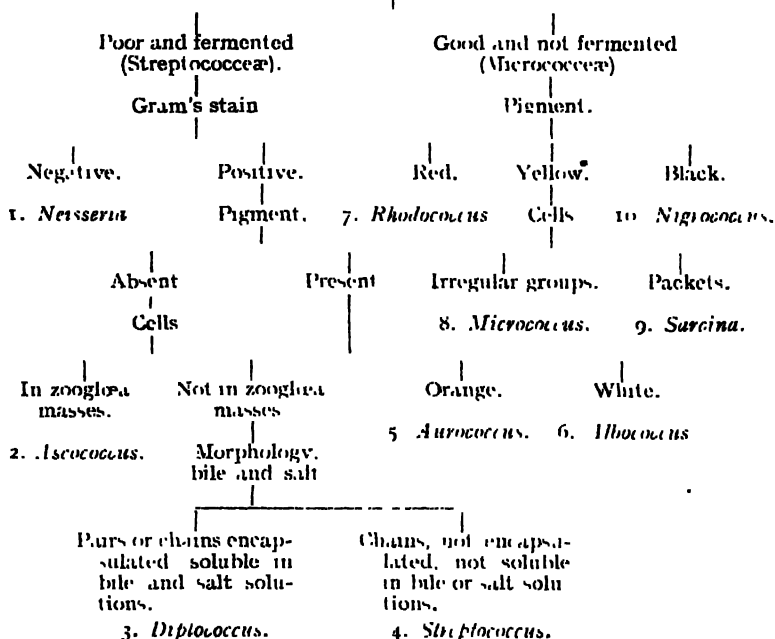 Poor and fermented
(Streptococceæ).
Good and not fermented
(Micrococceæ)
Gram's stain
Pigment.
Negative.
Positive.
Red.
Yellow.
Black.
1. Neisseria
Pigment.
7. Rhodococcus
Cells
10 Nigrococcus.
Absent
Present
Irregular groups.
Packets.
Cells
8. Micrococcus.
9. Sarcina.
In zooglœa
masses.
Not in zooglœa
masses
Orange.
White.
5 Aurococcus.
6. Albococcus
2. Ascococcus.
Morphology.
bile and salt
Pairs or chains encap-
sulated soluble in
bile and salt solu-
tions.
3. Diplococcus.
Chains, not encapsu-
lated, not soluble
in bile or salt solu
tions.
4. Streptococcus.